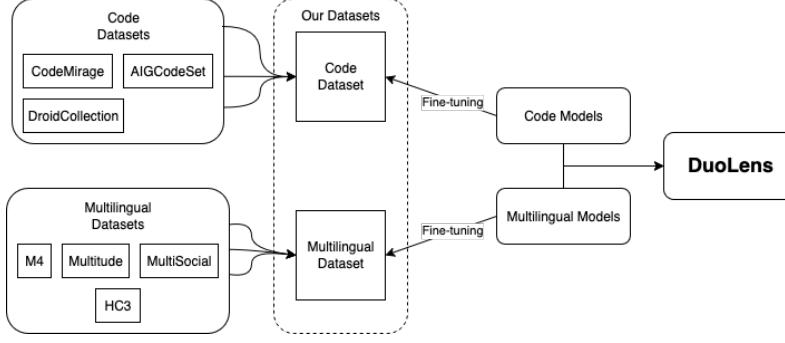 Code
Datasets
CodeMirage
AIGCodeSet
DroidCollection
Multilingual
Datasets
M4
Multitude
MultiSocial
HC3
Our Datasets
Code
Dataset
Multilingual
Dataset
Fine-tuning
Fine-tuning
Code Models
Multilingual Models
DuoLens